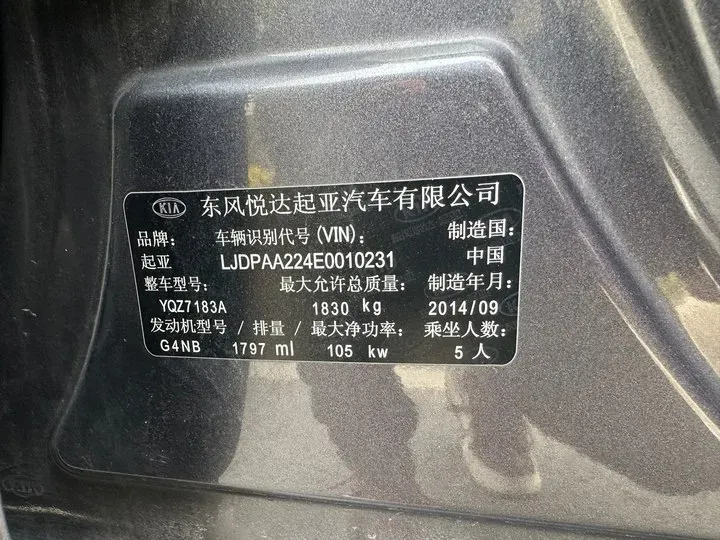 KIA 东风悦达起亚汽车有限公司
品牌： 车辆识别代号(VIN)： 制造国：
起亚 LJDPAA224E0010231 中国
整车型号： 最大允许总质量： 制造年月：
YQZ7183A 1830 kg 2014/09
发动机型号 / 排量 / 最大净功率： 乘坐人数：
G4NB 1797 ml 105 kw 5 人